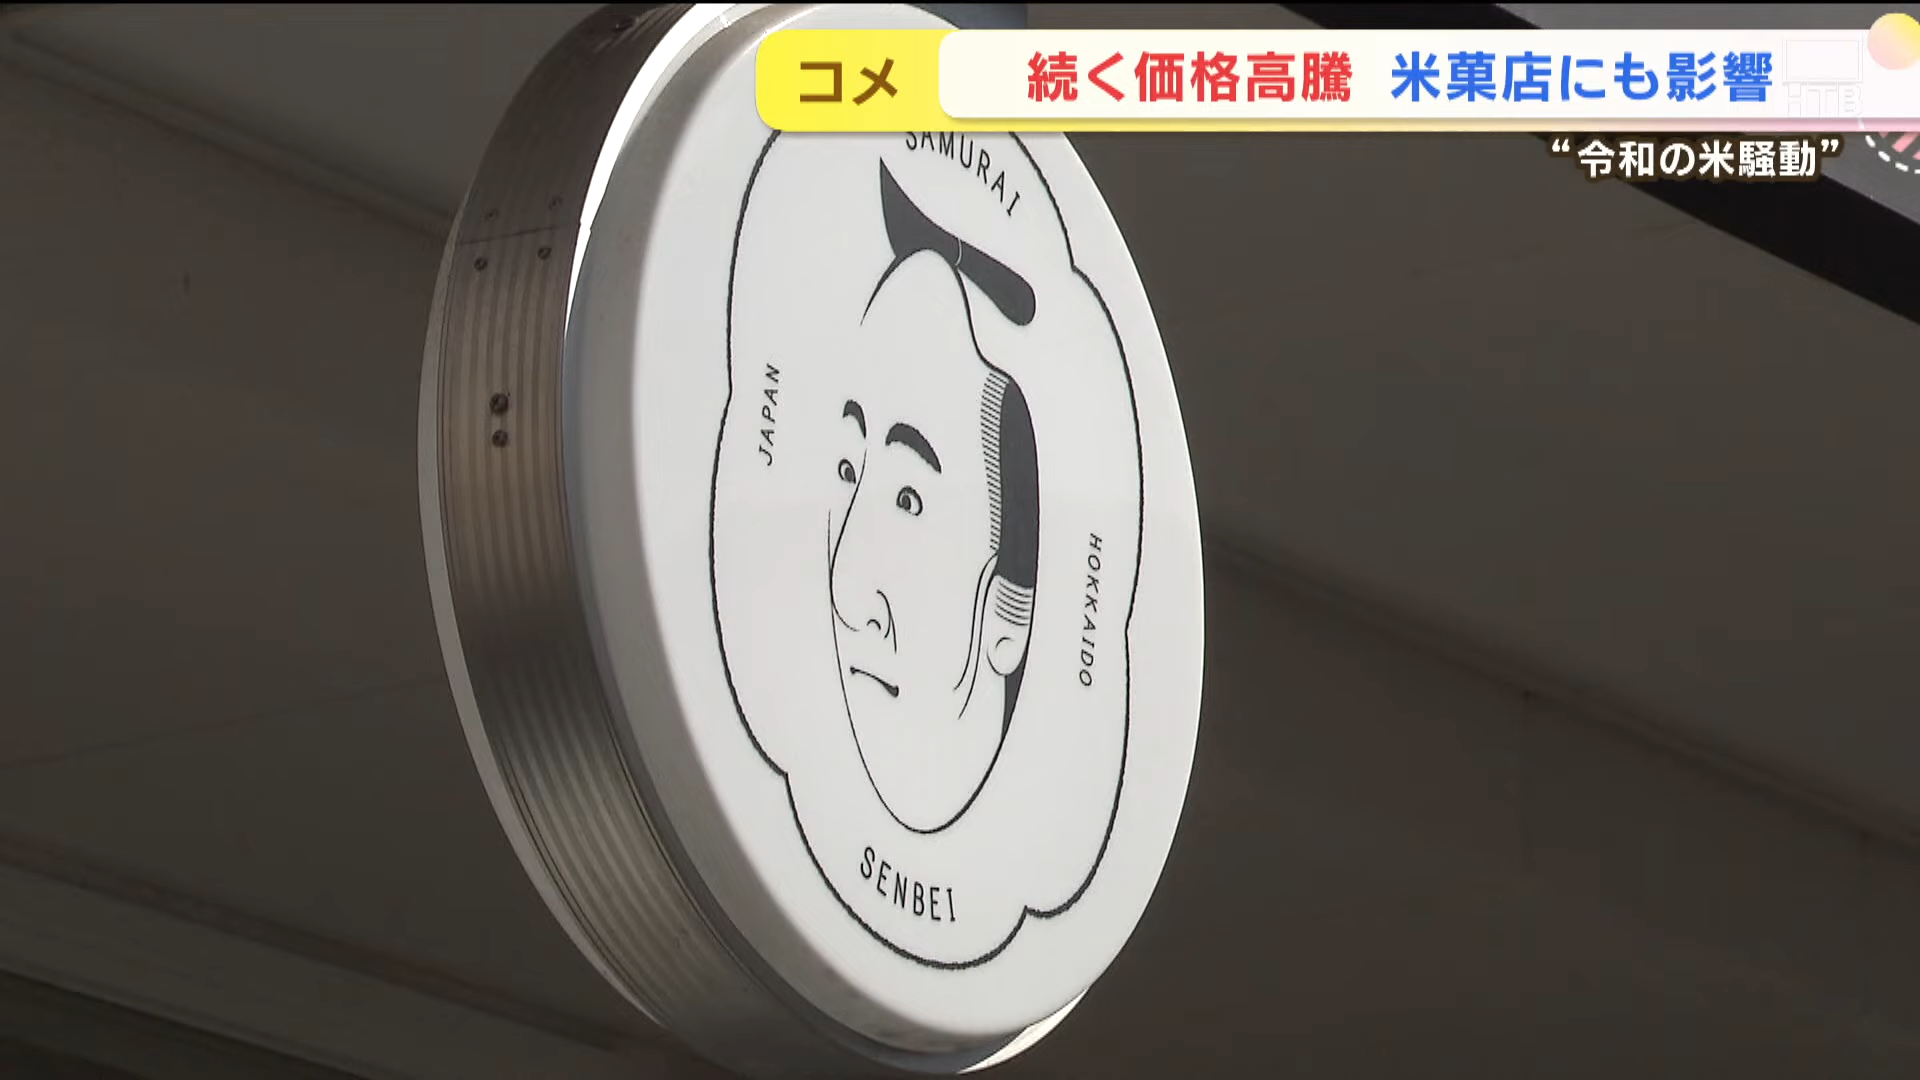 コメ
続く価格高騰 米菓店にも影響
HTB
“令和の米騒動”
SAMURAI
JAPAN
HOKKAIDO
SENBEI